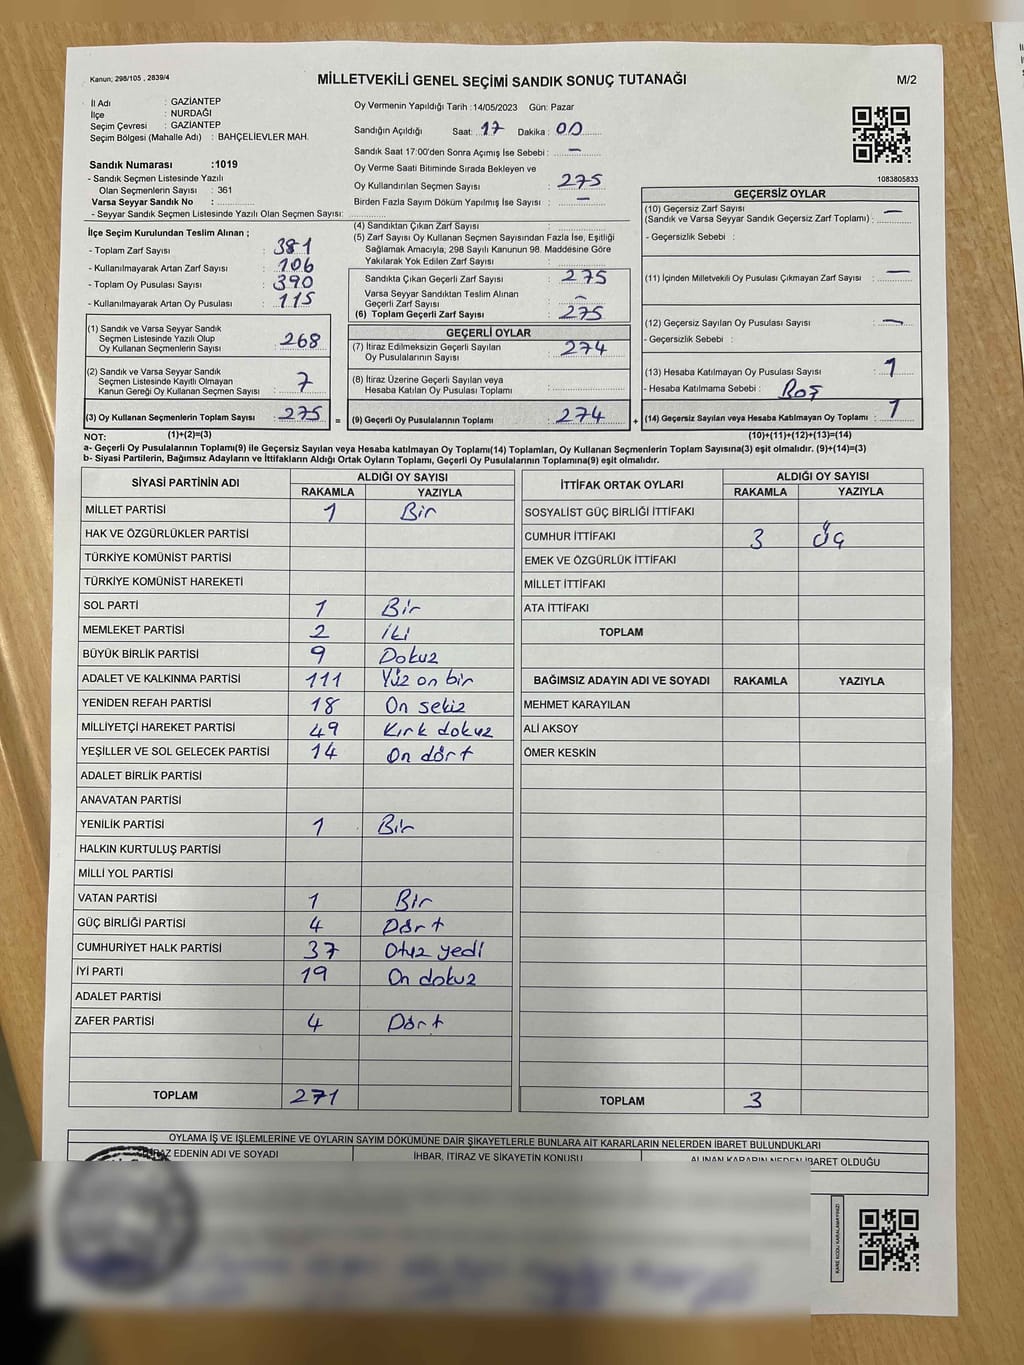 Kanun; 298/105 , 2839/4
MİLLETVEKİLİ GENEL SEÇİMİ SANDIK SONUÇ TUTANAĞI
M/2
İl Adı : GAZİANTEP
İlçe : NURDAĞI
Seçim Çevresi : GAZİANTEP
Seçim Bölgesi (Mahalle Adı) : BAHÇELİEVLER MAH.
Sandık Numarası :1019
- Sandık Seçmen Listesinde Yazılı
Olan Seçmenlerin Sayısı : 361
Varsa Seyyar Sandık No :
- Seyyar Sandık Seçmen Listesinde Yazılı Olan Seçmen Sayısı:
İlçe Seçim Kurulundan Teslim Alınan ;
- Toplam Zarf Sayısı : 381
- Kullanılmayarak Artan Zarf Sayısı : 106
- Toplam Oy Pusulası Sayısı : 390
- Kullanılmayarak Artan Oy Pusulası : 115
(1) Sandık ve Varsa Seyyar Sandık
Seçmen Listesinde Yazılı Olup
Oy Kullanan Seçmenlerin Sayısı : 268
(2) Sandık ve Varsa Seyyar Sandık
Seçmen Listesinde Kayıtlı Olmayan
Kanun Gereği Oy Kullanan Seçmen Sayısı : 7
(3) Oy Kullanan Seçmenlerin Toplam Sayısı : 275 =
(1)+(2)=(3)
Oy Vermenin Yapıldığı Tarih :14/05/2023 Gün: Pazar
Sandığın Açıldığı Saat: 17 Dakika : 00
Sandık Saat 17:00'den Sonra Açımış İse Sebebi : -
Oy Verme Saati Bitiminde Sırada Bekleyen ve
Oy Kullandırılan Seçmen Sayısı : 275
Birden Fazla Sayım Döküm Yapılmış İse Sayısı : -
(4) Sandıktan Çıkan Zarf Sayısı :
(5) Zarf Sayısı Oy Kullanan Seçmen Sayısından Fazla İse, Eşitliği
Sağlamak Amacıyla; 298 Sayılı Kanunun 98. Maddesine Göre
Yakılarak Yok Edilen Zarf Sayısı :
Sandıkta Çıkan Geçerli Zarf Sayısı : 275
Varsa Seyyar Sandıktan Teslim Alınan
Geçerli Zarf Sayısı : -
(6) Toplam Geçerli Zarf Sayısı : 275
GEÇERLİ OYLAR
(7) İtiraz Edilmeksizin Geçerli Sayılan
Oy Pusulalarının Sayısı : 274
(8) İtiraz Üzerine Geçerli Sayılan veya
Hesaba Katılan Oy Pusulası Toplamı :
(9) Geçerli Oy Pusulalarının Toplamı : 274 +
1083805833
GEÇERSİZ OYLAR
(10) Geçersiz Zarf Sayısı
(Sandık ve Varsa Seyyar Sandık Geçersiz Zarf Toplamı) : -
- Geçersizlik Sebebi :
(11) İçinden Milletvekili Oy Pusulası Çıkmayan Zarf Sayısı : -
(12) Geçersiz Sayılan Oy Pusulası Sayısı : -
- Geçersizlik Sebebi :
(13) Hesaba Katılmayan Oy Pusulası Sayısı : 1
- Hesaba Katılmama Sebebi : Boş
(14) Geçersiz Sayılan veya Hesaba Katılmayan Oy Toplamı : 1
(10)+(11)+(12)+(13)=(14)
NOT:
a- Geçerli Oy Pusulalarının Toplamı(9) ile Geçersiz Sayılan veya Hesaba katılmayan Oy Toplamı(14) Toplamları, Oy Kullanan Seçmenlerin Toplam Sayısına(3) eşit olmalıdır. (9)+(14)=(3)
b- Siyasi Partilerin, Bağımsız Adayların ve İttifakların Aldığı Ortak Oyların Toplamı, Geçerli Oy Pusulalarının Toplamına(9) eşit olmalıdır.
SİYASİ PARTİNİN ADI ALDIĞI OY SAYISI
RAKAMLA YAZIYLA
MİLLET PARTİSİ 1 Bir
HAK VE ÖZGÜRLÜKLER PARTİSİ
TÜRKİYE KOMÜNİST PARTİSİ
TÜRKİYE KOMÜNİST HAREKETİ
SOL PARTİ 1 Bir
MEMLEKET PARTİSİ 2 iki
BÜYÜK BİRLİK PARTİSİ 9 Dokuz
ADALET VE KALKINMA PARTİSİ 111 Yüz on bir
YENİDEN REFAH PARTİSİ 18 On sekiz
MİLLİYETÇİ HAREKET PARTİSİ 49 Kırk dokuz
YEŞİLLER VE SOL GELECEK PARTİSİ 14 On dört
ADALET BİRLİK PARTİSİ
ANAVATAN PARTİSİ
YENİLİK PARTİSİ 1 Bir
HALKIN KURTULUŞ PARTİSİ
MİLLİ YOL PARTİSİ
VATAN PARTİSİ 1 Bir
GÜÇ BİRLİĞİ PARTİSİ 4 Dört
CUMHURİYET HALK PARTİSİ 37 Otuz yedi
İYİ PARTİ 19 On dokuz
ADALET PARTİSİ
ZAFER PARTİSİ 4 Dört
TOPLAM 271
İTTİFAK ORTAK OYLARI ALDIĞI OY SAYISI
RAKAMLA YAZIYLA
SOSYALİST GÜÇ BİRLİĞİ İTTİFAKI
CUMHUR İTTİFAKI 3 Üç
EMEK VE ÖZGÜRLÜK İTTİFAKI
MİLLET İTTİFAKI
ATA İTTİFAKI
TOPLAM
BAĞIMSIZ ADAYIN ADI VE SOYADI RAKAMLA YAZIYLA
MEHMET KARAYILAN
ALİ AKSOY
ÖMER KESKİN
TOPLAM 3
OYLAMA İŞ VE İŞLEMLERİNE VE OYLARIN SAYIM DÖKÜMÜNE DAİR ŞİKAYETLERLE BUNLARA AİT KARARLARIN NELERDEN İBARET BULUNDUKLARI
EDENİN ADI VE SOYADI
İHBAR, İTİRAZ VE ŞİKAYETİN KONUSU
ALINAN KARARIN NEDEN İBARET OLDUĞU
KARE KODU KARALAMAYINIZ!